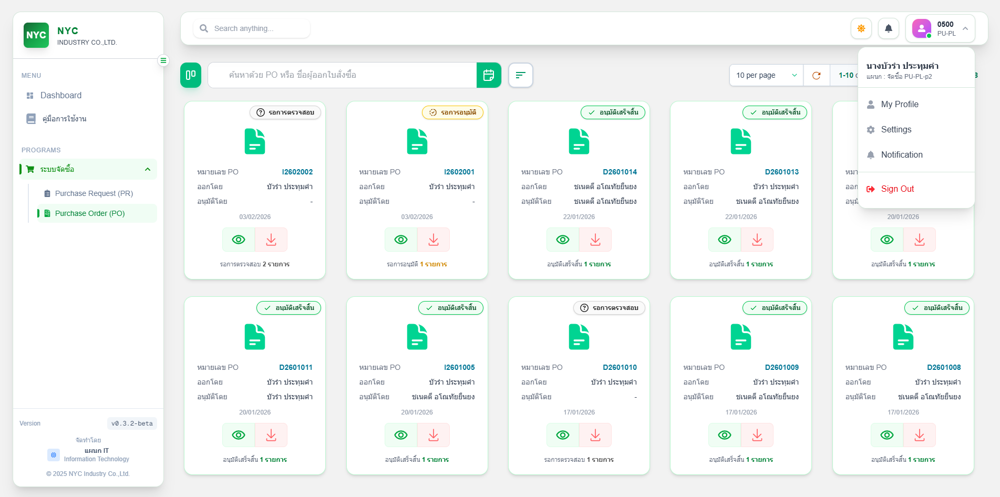 NYC
NYC
INDUSTRY CO.,LTD.
MENU
Dashboard
คู่มือการใช้งาน
PROGRAMS
ระบบจัดซื้อ
Purchase Request (PR)
Purchase Order (PO)
Version
v0.3.2-beta
จัดทำโดย
แผนก IT
Information Technology
© 2025 NYC Industry Co.,Ltd.
Search anything...
0500
PU-PL
ค้นหาด้วย PO หรือ ชื่อผู้ออกใบสั่งซื้อ
10 per page
1-10
3
นางบัวรำ ประทุมคำ
แผนก : จัดซื้อ PU-PL-p2
My Profile
Settings
Notification
Sign Out
รอการตรวจสอบ
หมายเลข PO I2602002
ออกโดย บัวรำ ประทุมคำ
อนุมัติโดย -
03/02/2026
รอการตรวจสอบ 2 รายการ
รอการอนุมัติ
หมายเลข PO I2602001
ออกโดย บัวรำ ประทุมคำ
อนุมัติโดย -
03/02/2026
รอการอนุมัติ 1 รายการ
อนุมัติเสร็จสิ้น
หมายเลข PO D2601014
ออกโดย ชเนตตี อโณทัยยืนยง
อนุมัติโดย ชเนตตี อโณทัยยืนยง
22/01/2026
อนุมัติเสร็จสิ้น 1 รายการ
อนุมัติเสร็จสิ้น
หมายเลข PO D2601013
ออกโดย บัวรำ ประทุมคำ
อนุมัติโดย ชเนตตี อโณทัยยืนยง
22/01/2026
อนุมัติเสร็จสิ้น 1 รายการ
20/01/2026
อนุมัติเสร็จสิ้น 1 รายการ
อนุมัติเสร็จสิ้น
หมายเลข PO D2601011
ออกโดย บัวรำ ประทุมคำ
อนุมัติโดย บัวรำ ประทุมคำ
20/01/2026
อนุมัติเสร็จสิ้น 1 รายการ
อนุมัติเสร็จสิ้น
หมายเลข PO I2601005
ออกโดย บัวรำ ประทุมคำ
อนุมัติโดย ชเนตตี อโณทัยยืนยง
20/01/2026
อนุมัติเสร็จสิ้น 1 รายการ
รอการตรวจสอบ
หมายเลข PO D2601010
ออกโดย บัวรำ ประทุมคำ
อนุมัติโดย -
17/01/2026
รอการตรวจสอบ 1 รายการ
อนุมัติเสร็จสิ้น
หมายเลข PO D2601009
ออกโดย บัวรำ ประทุมคำ
อนุมัติโดย ชเนตตี อโณทัยยืนยง
17/01/2026
อนุมัติเสร็จสิ้น 1 รายการ
อนุมัติเสร็จสิ้น
หมายเลข PO D2601008
ออกโดย บัวรำ ประทุมคำ
อนุมัติโดย ชเนตตี อโณทัยยืนยง
17/01/2026
อนุมัติเสร็จสิ้น 1 รายการ